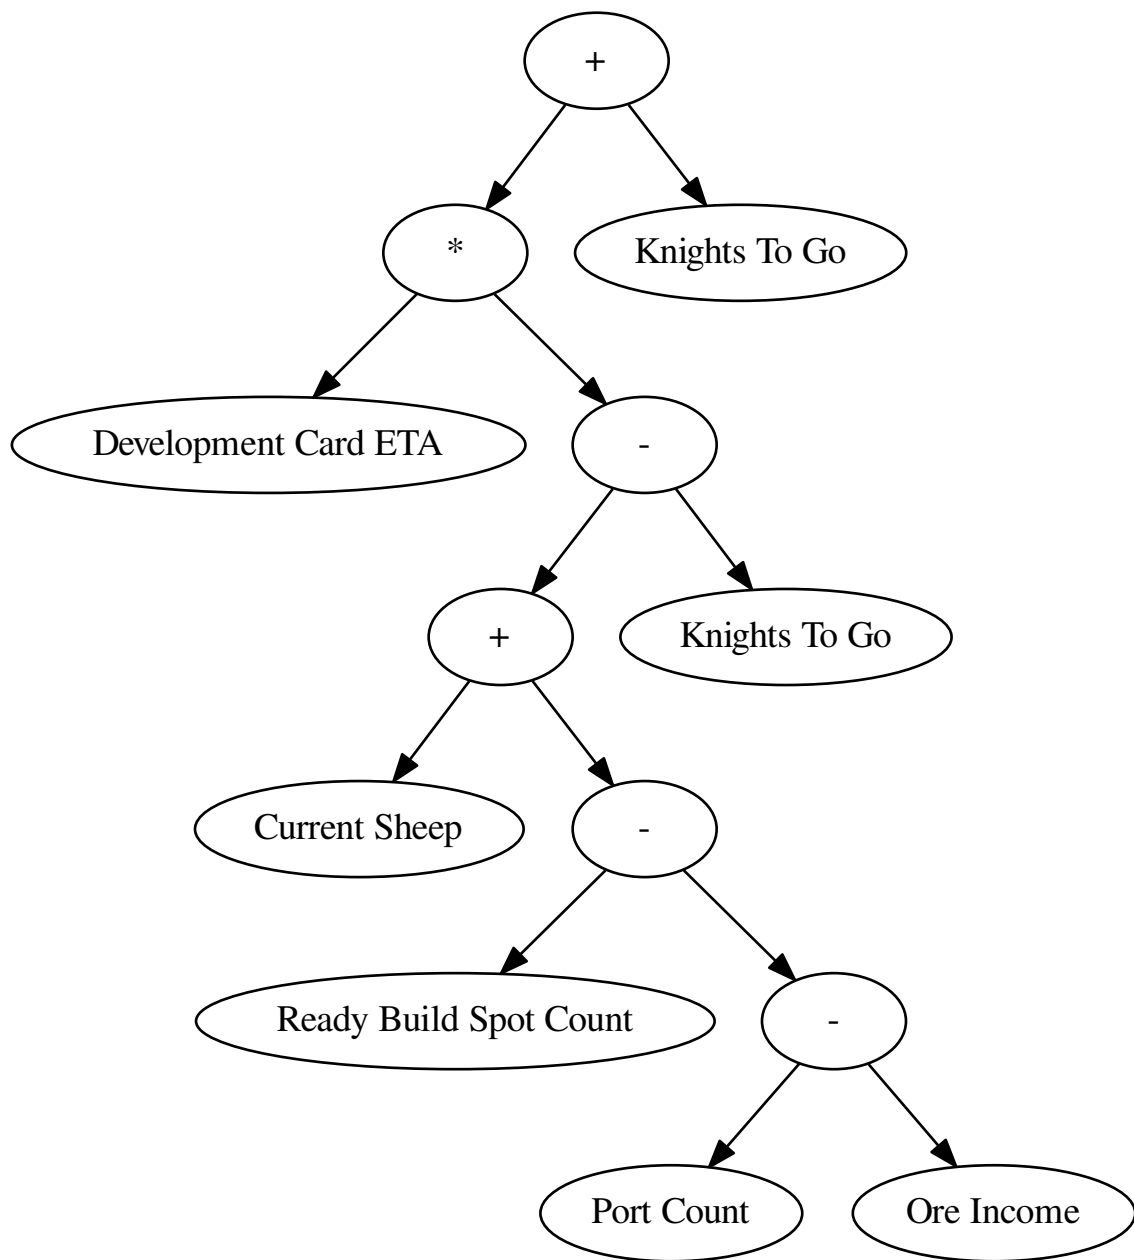 +
*
Knights To Go
Development Card ETA
-
+
Knights To Go
Current Sheep
-
Ready Build Spot Count
-
Port Count
Ore Income